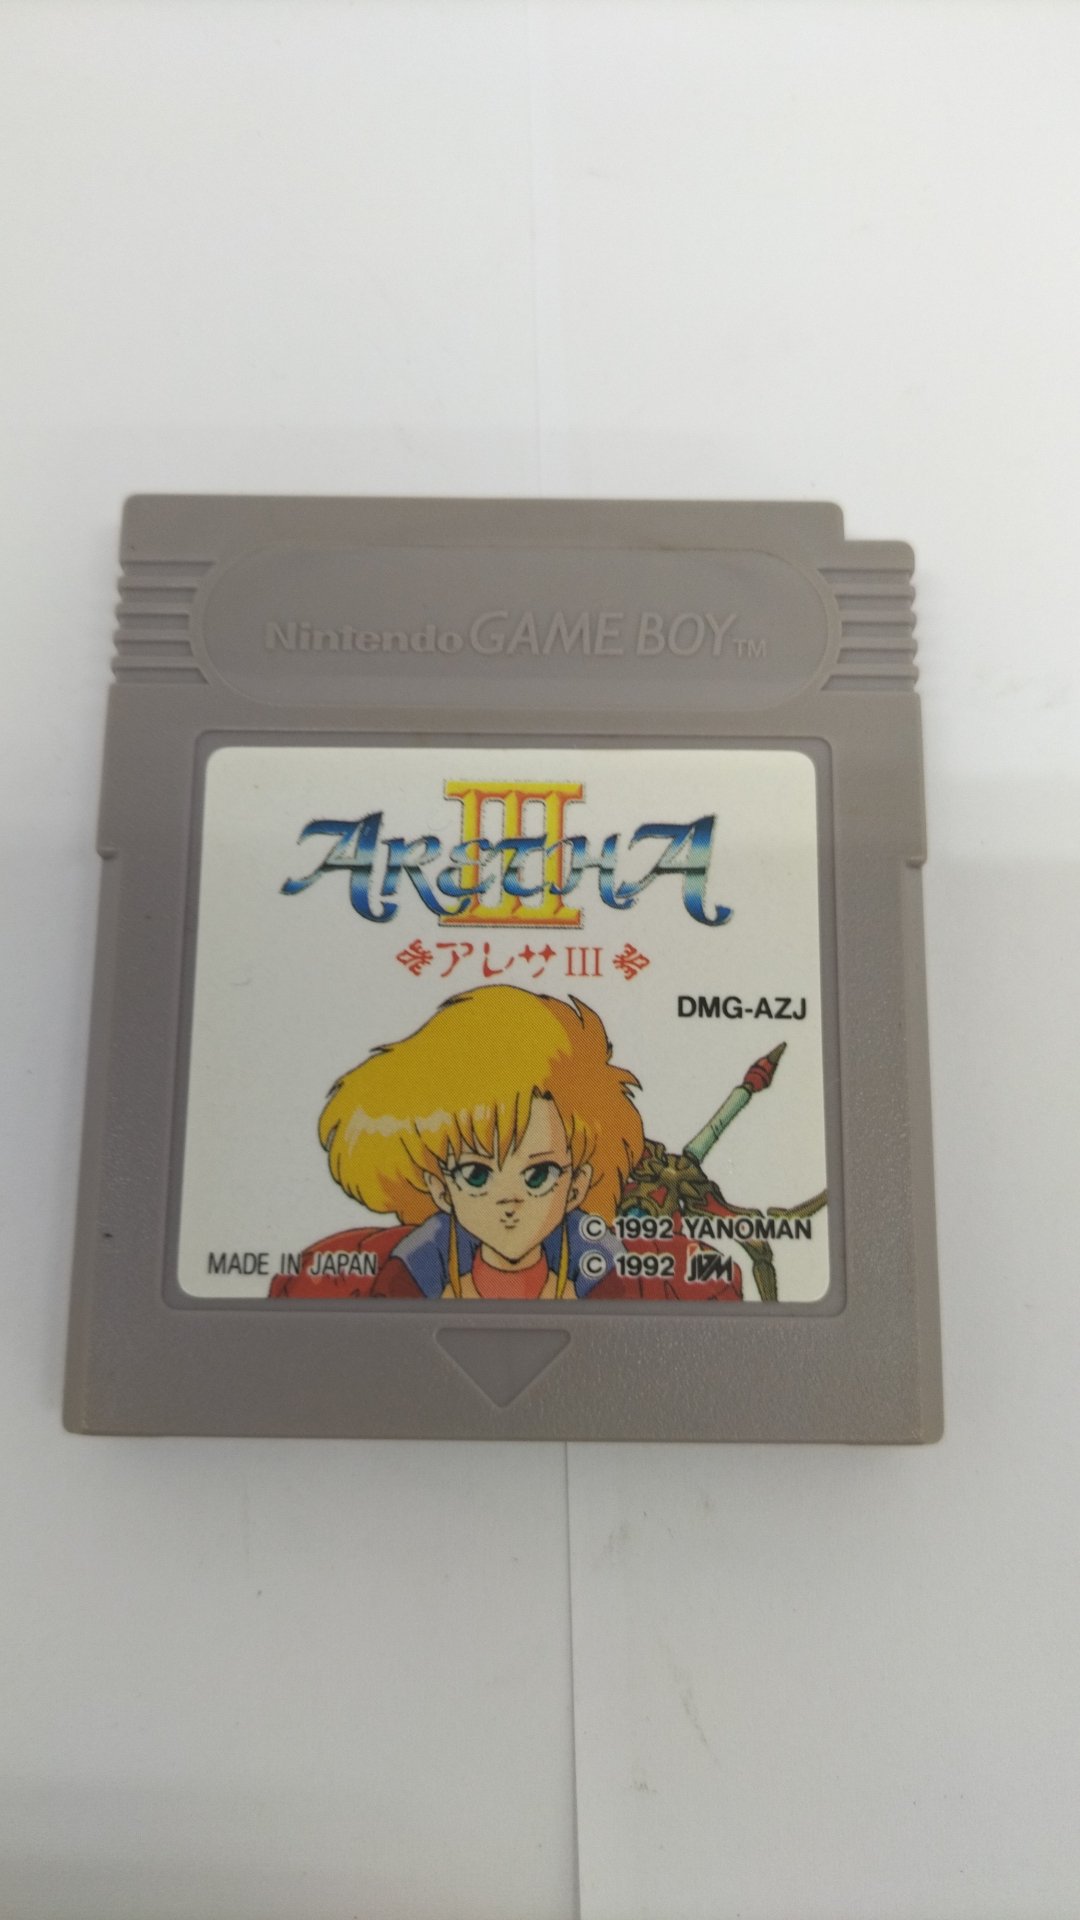 Nintendo GAME BOY TM
III
ARETHA
アレサIII
DMG-AZJ
© 1992 YANOMAN
MADE IN JAPAN
© 1992 JVM